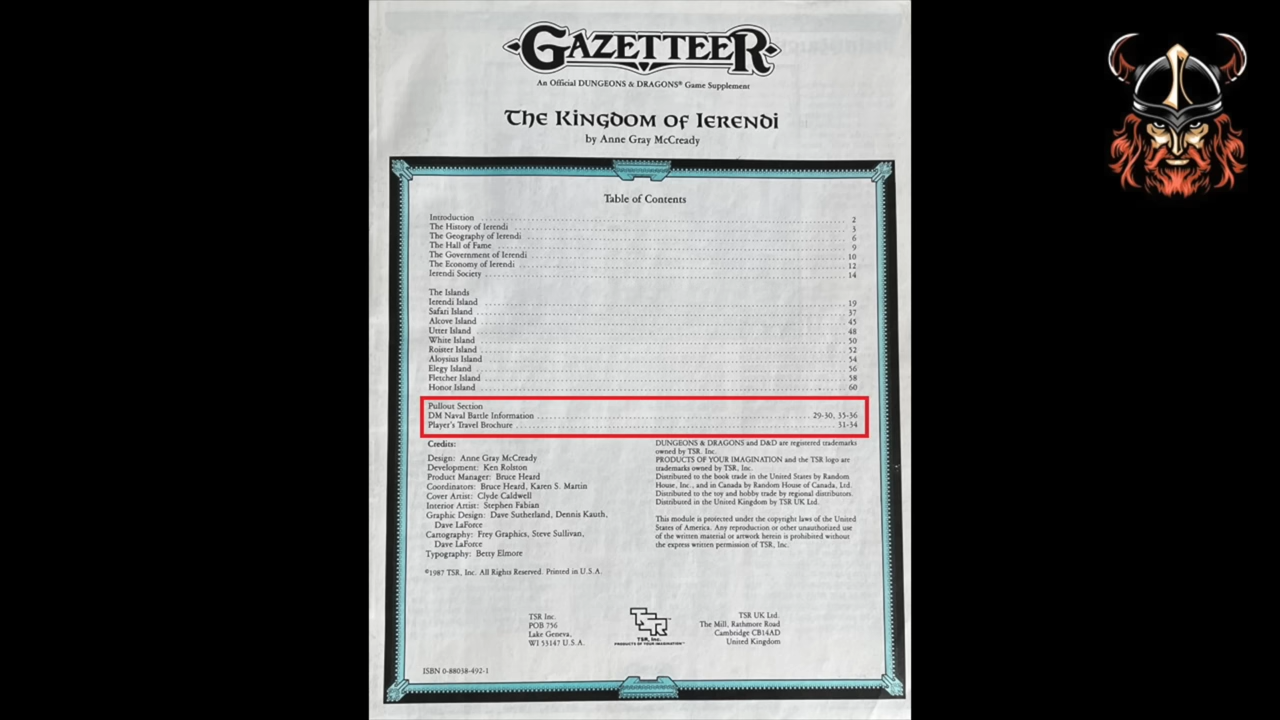 GAZETTEER
An Official DUNGEONS & DRAGONS® Game Supplement
The Kingdom of Ierendi
by Anne Gray McCready
Table of Contents
Introduction 2
The History of Ierendi 3
The Geography of Ierendi 6
The Hall of Fame 9
The Government of Ierendi 10
The Economy of Ierendi 12
Ierendi Society 14
The Islands
Ierendi Island 19
Safari Island 37
Alcove Island 45
Utter Island 48
White Island 50
Roister Island 52
Aloysius Island 54
Elegy Island 56
Fletcher Island 58
Honor Island 60
Pullout Section
DM Naval Battle Information 29-30, 35-36
Player's Travel Brochure 31-34
Credits:
Design: Anne Gray McCready
Development: Ken Rolston
Product Manager: Bruce Heard
Coordinators: Bruce Heard, Karen S. Martin
Cover Artist: Clyde Caldwell
Interior Artist: Stephen Fabian
Graphic Design: Dave Sutherland, Dennis Kauth,
Dave LaForce
Cartography: Frey Graphics, Steve Sullivan,
Dave LaForce
Typography: Betty Elmore
©1987 TSR, Inc. All Rights Reserved. Printed in U.S.A.
DUNGEONS & DRAGONS and D&D are registered trademarks
owned by TSR, Inc.
PRODUCTS OF YOUR IMAGINATION and the TSR logo are
trademarks owned by TSR, Inc.
Distributed to the book trade in the United States by Random
House, Inc., and in Canada by Random House of Canada, Ltd.
Distributed to the toy and hobby trade by regional distributors.
Distributed in the United Kingdom by TSR UK Ltd.
This module is protected under the copyright laws of the United
States of America. Any reproduction or other unauthorized use
of the written material or artwork herein is prohibited without
the express written permission of TSR, Inc.
TSR Inc.
POB 756
Lake Geneva,
WI 53147 U.S.A.
TSR
TSR, Inc.
PRODUCTS OF YOUR IMAGINATION™
TSR UK Ltd.
The Mill, Rathmore Road
Cambridge CB14AD
United Kingdom
ISBN 0-88038-492-1